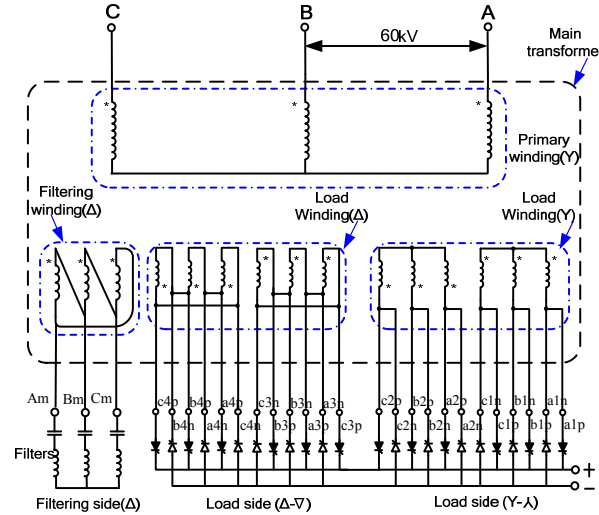 C B A
60kV
Main
transforme
* * *
Primary
winding(Y)
Filtering
winding(Δ)
Load
Winding(Δ)
Load
Winding(Y)
* * * * * * * * * * * * * * *
Am Bm Cm
c4p b4p a4p c3n b3n a3n c2p b2p a2p c1n b1n a1n
b4n a4n c4n b3p a3p c3p c2n b2n a2n c1p b1p a1p
Filters
+
−
Filtering side(Δ)
Load side (Δ-∇)
Load side (Y-⅄)